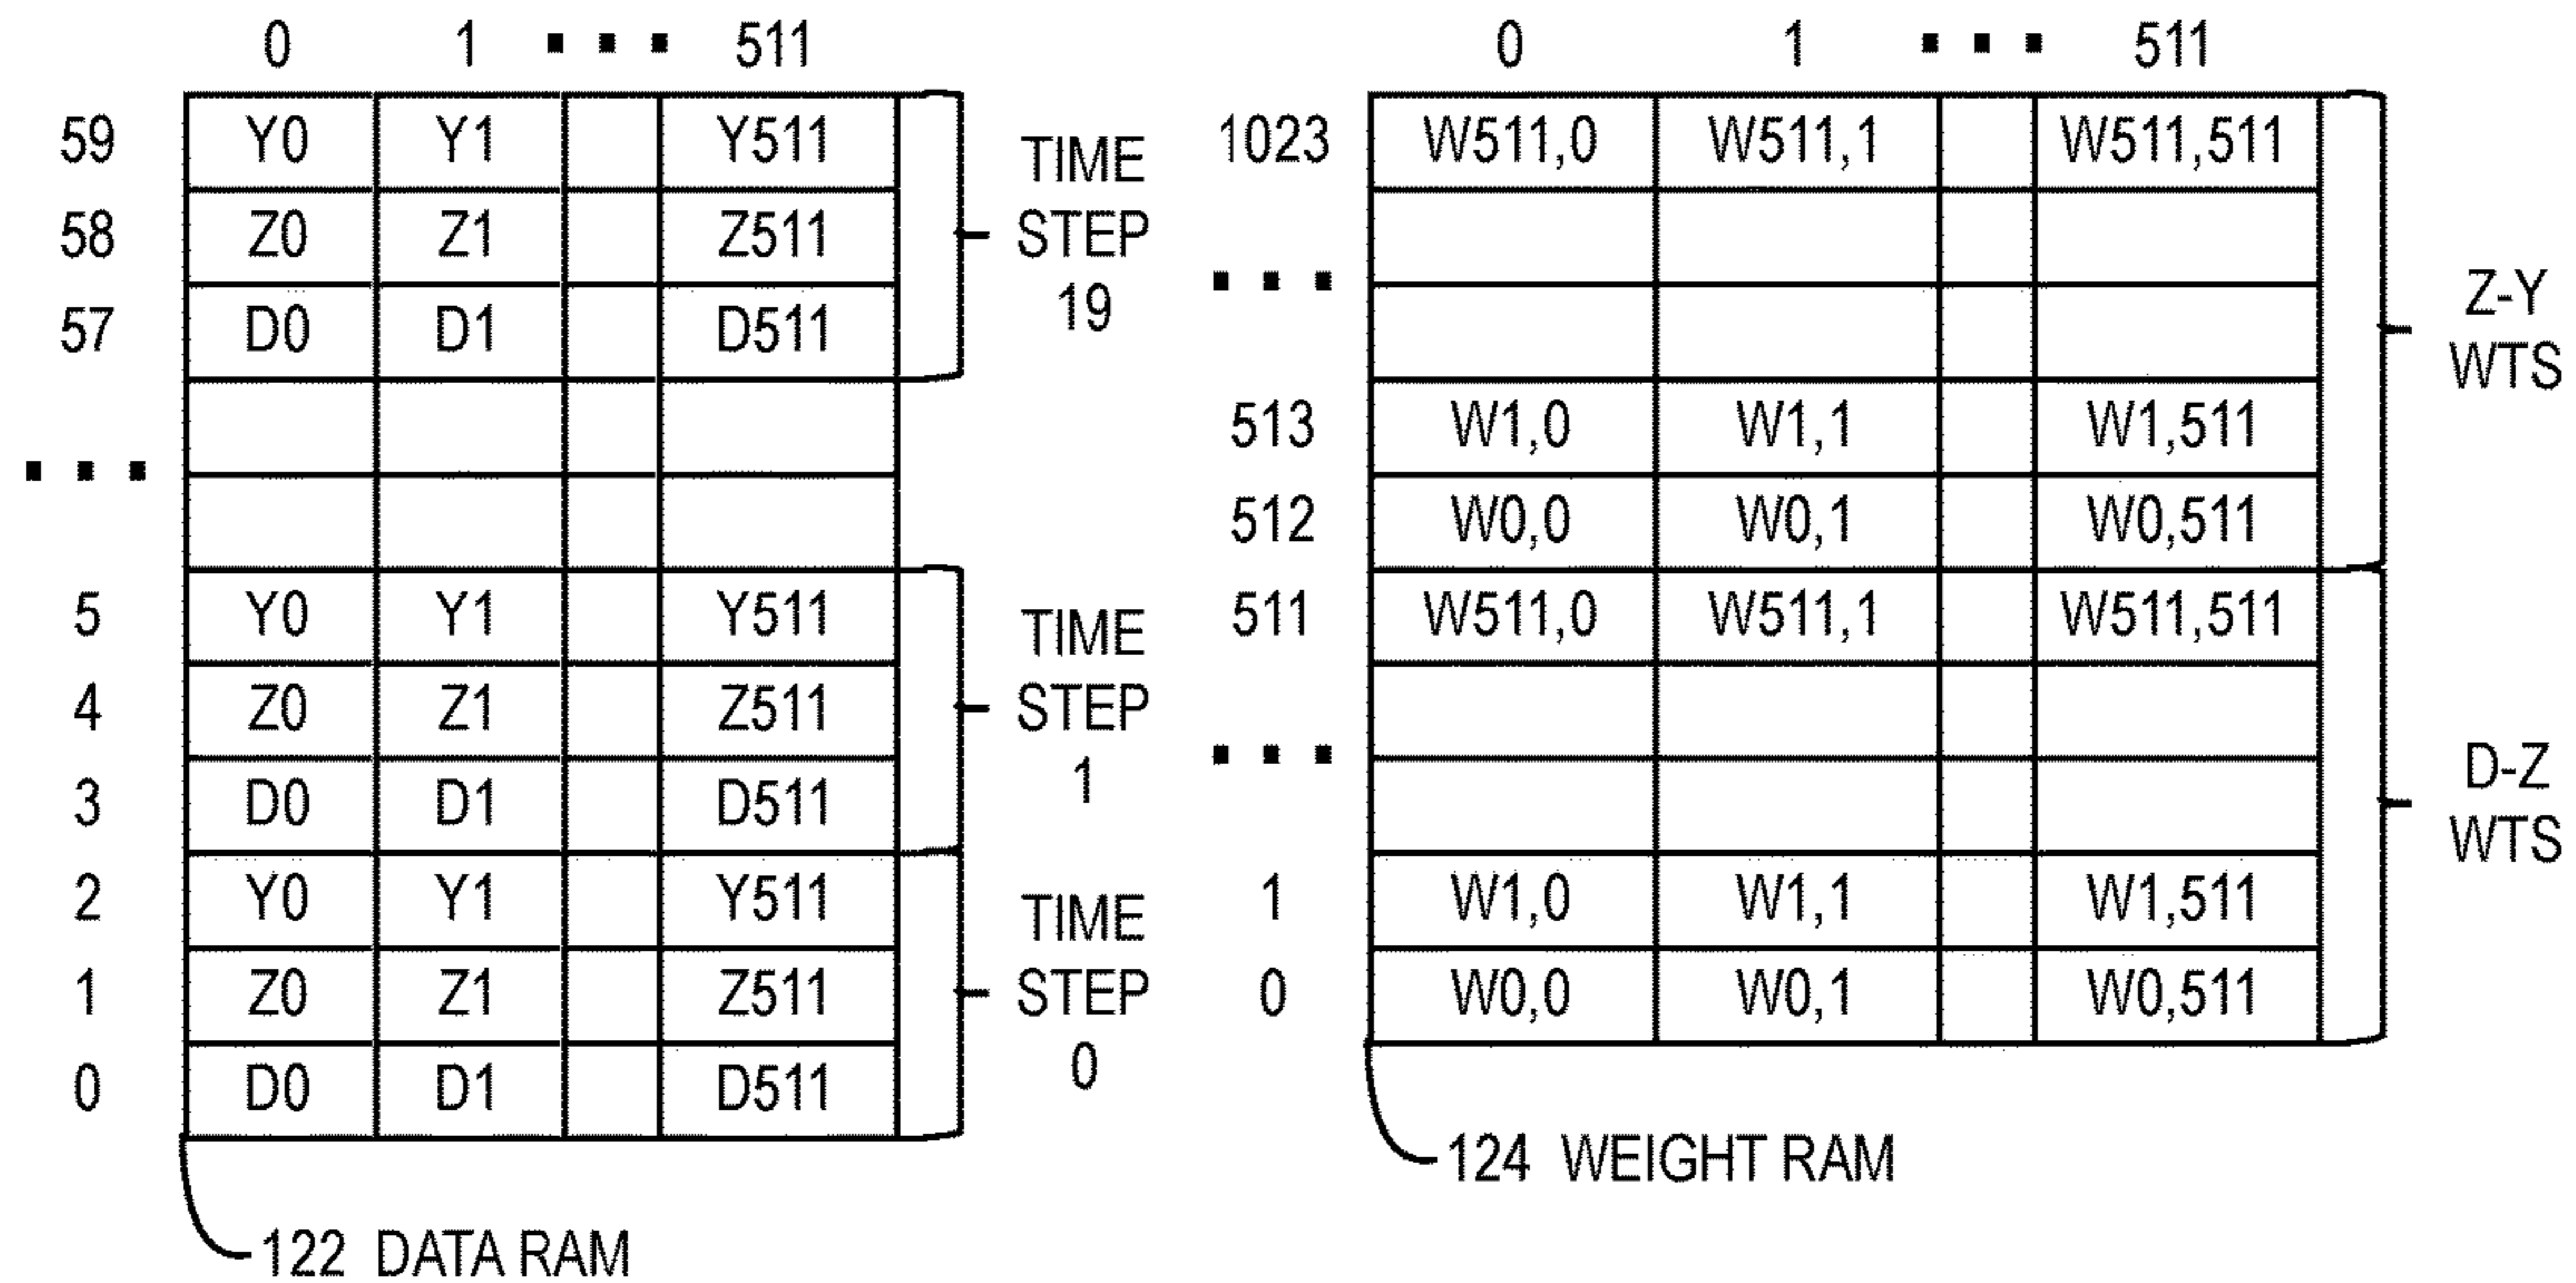 0 1 ■ ■ ■ 511
59 Y0 Y1 Y511
58 Z0 Z1 Z511
57 D0 D1 D511
TIME
STEP
19
■ ■ ■
5 Y0 Y1 Y511
4 Z0 Z1 Z511
3 D0 D1 D511
TIME
STEP
1
2 Y0 Y1 Y511
1 Z0 Z1 Z511
0 D0 D1 D511
TIME
STEP
0
122 DATA RAM
0 1 ■ ■ ■ 511
1023 W511,0 W511,1 W511,511
■ ■ ■
513 W1,0 W1,1 W1,511
512 W0,0 W0,1 W0,511
Z-Y
WTS
511 W511,0 W511,1 W511,511
■ ■ ■
1 W1,0 W1,1 W1,511
0 W0,0 W0,1 W0,511
D-Z
WTS
124 WEIGHT RAM